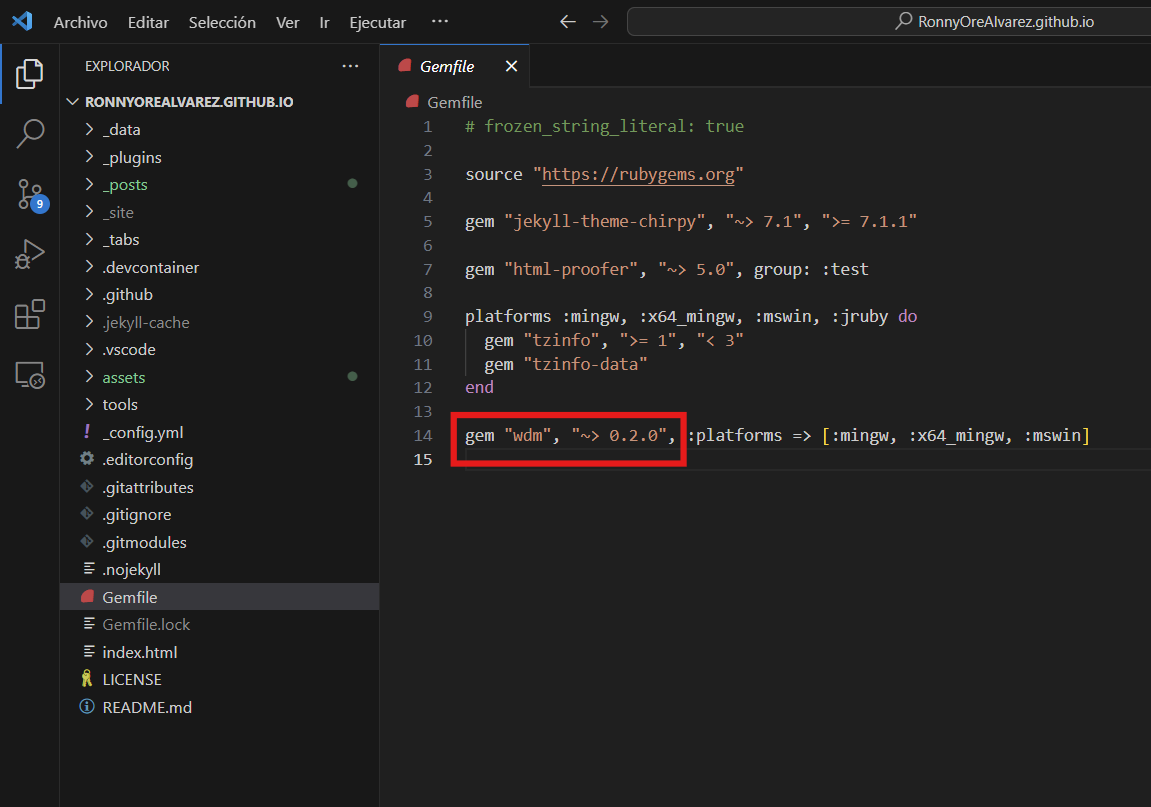 Archivo Editar Selección Ver Ir Ejecutar ··· RonnyOreAlvarez.github.io
EXPLORADOR ···
RONNYOREALVAREZ.GITHUB.IO
_data
_plugins
_posts
_site
_tabs
.devcontainer
.github
.jekyll-cache
.vscode
assets
tools
! _config.yml
.editorconfig
.gitattributes
.gitignore
.gitmodules
.nojekyll
Gemfile
Gemfile.lock
index.html
LICENSE
README.md
9
Gemfile
Gemfile
1 # frozen_string_literal: true
2
3 source "https://rubygems.org"
4
5 gem "jekyll-theme-chirpy", "~> 7.1", ">= 7.1.1"
6
7 gem "html-proofer", "~> 5.0", group: :test
8
9 platforms :mingw, :x64_mingw, :mswin, :jruby do
10 gem "tzinfo", ">= 1", "< 3"
11 gem "tzinfo-data"
12 end
13
14 gem "wdm", "~> 0.2.0", :platforms => [:mingw, :x64_mingw, :mswin]
15